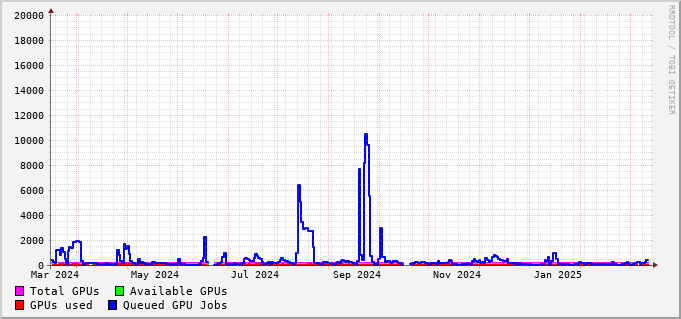 20000
18000
16000
14000
12000
10000
8000
6000
4000
2000
0
Mar 2024 May 2024 Jul 2024 Sep 2024 Nov 2024 Jan 2025
Total GPUs Available GPUs
GPUs used Queued GPU Jobs
RRDTOOL / TOBI OETIKER